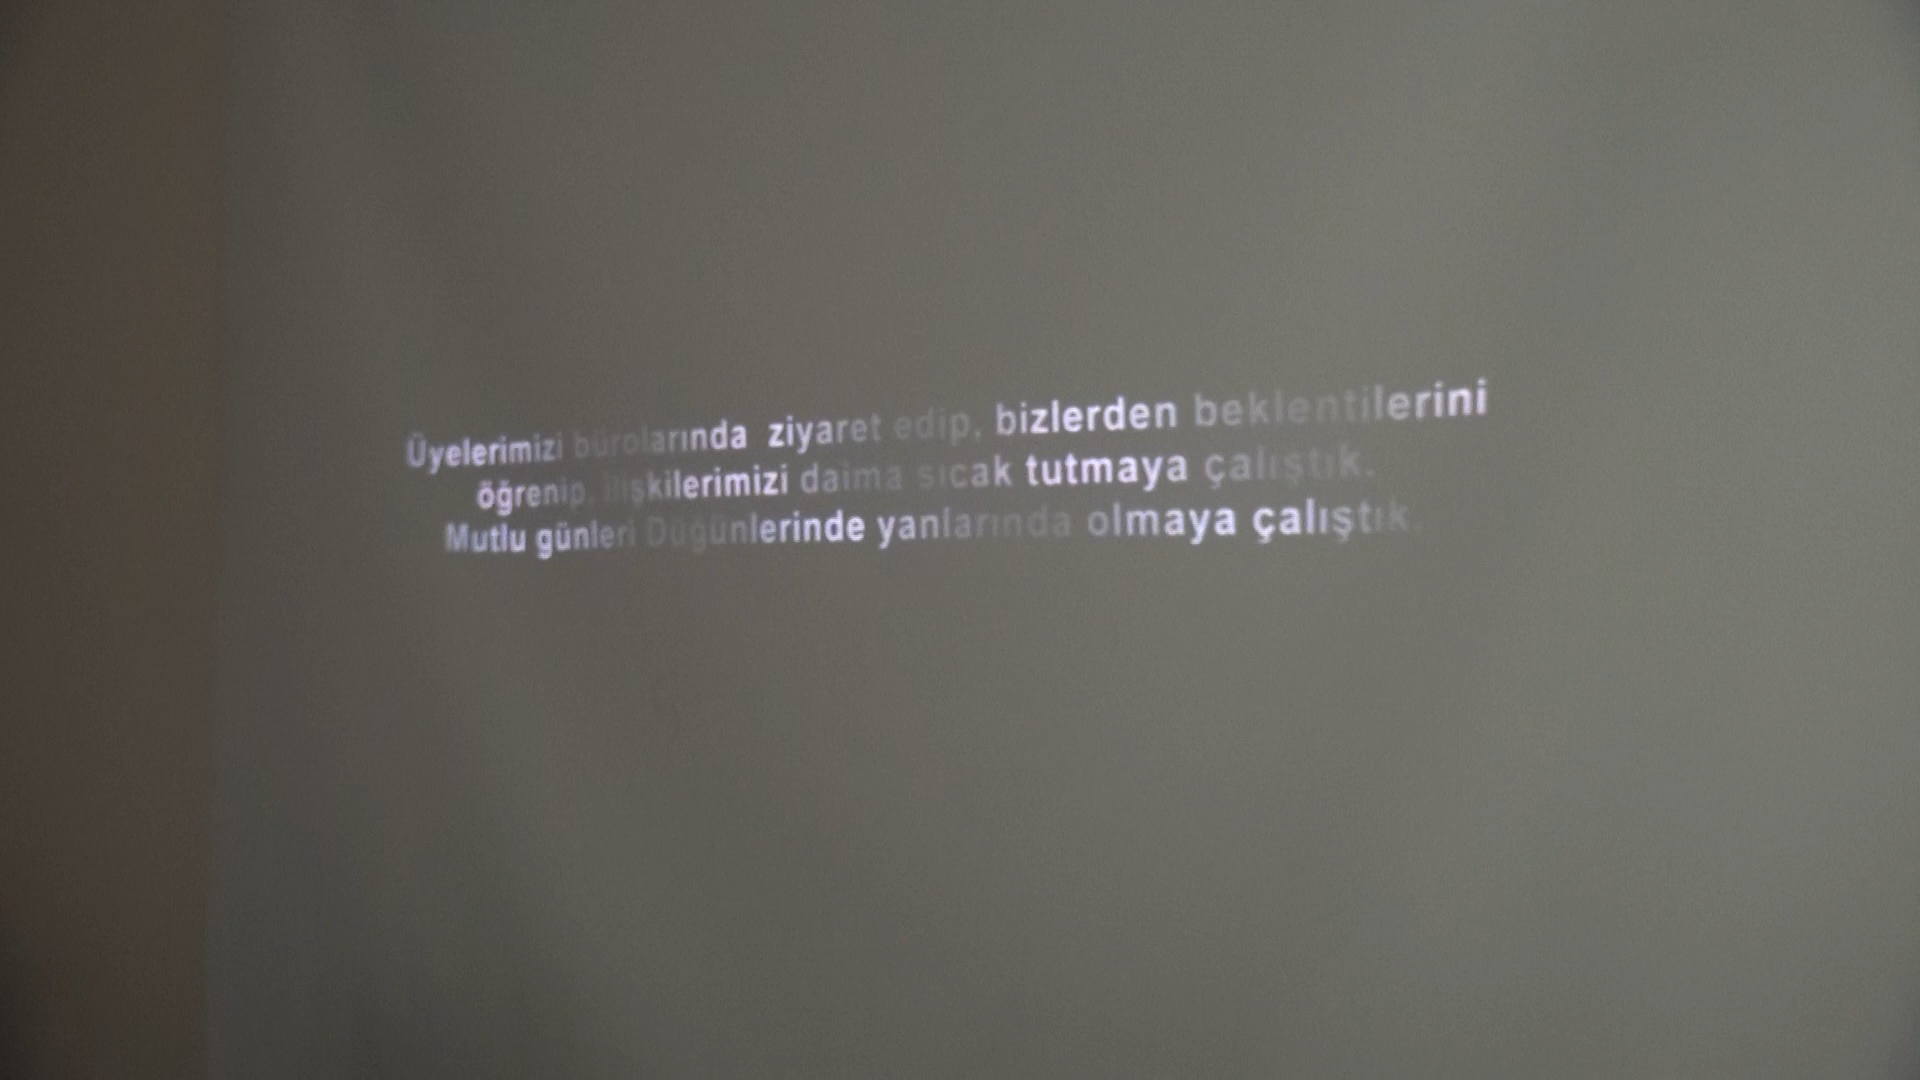 Üyelerimizi bürolarında ziyaret edip, bizlerden beklentilerini
öğrenip, ilişkilerimizi daima sıcak tutmaya çalıştık.
Mutlu günleri Düğünlerinde yanlarında olmaya çalıştık.